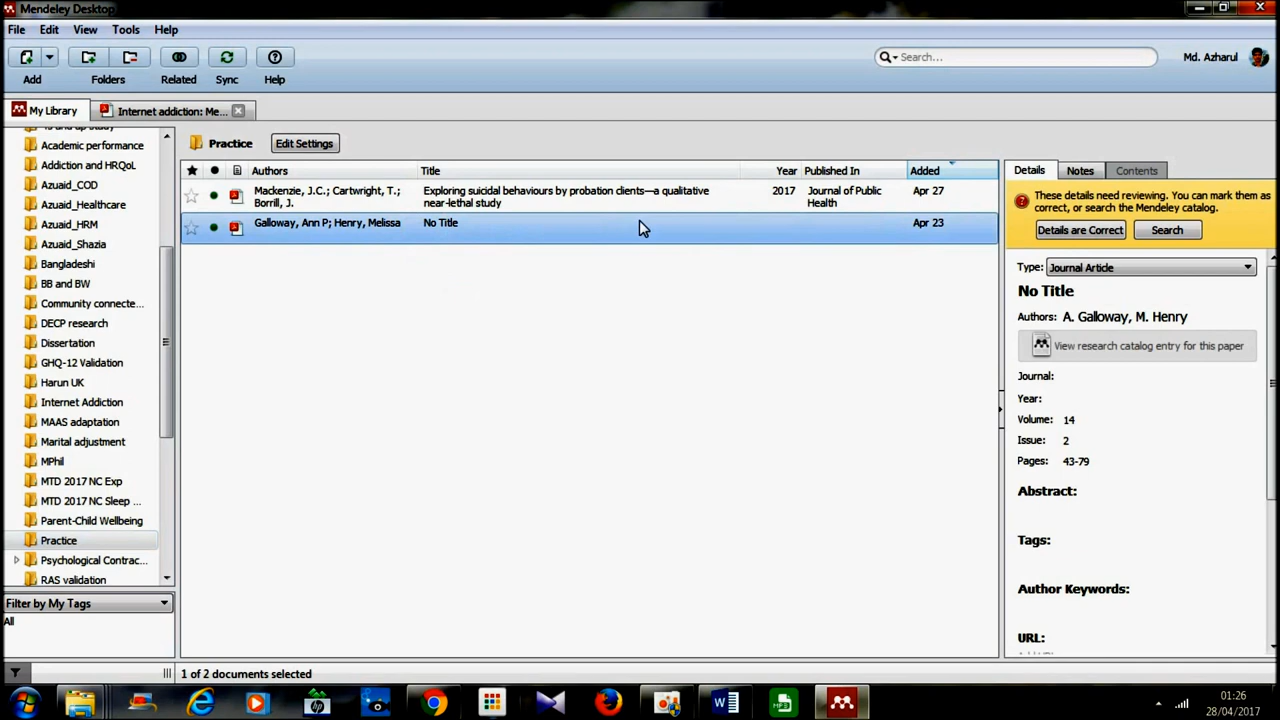 Mendeley Desktop
File Edit View Tools Help
Search...
Md. Azharul
Add Folders Related Sync Help
My Library
Internet addiction: Me...
Academic performance
Addiction and HRQoL
Azuaid_COD
Azuaid_Healthcare
Azuaid_HRM
Azuaid_Shazia
Bangladeshi
BB and BW
Community connecte...
DECP research
Dissertation
GHQ-12 Validation
Harun UK
Internet Addiction
MAAS adaptation
Marital adjustment
MPhil
MTD 2017 NC Exp
MTD 2017 NC Sleep ...
Parent-Child Wellbeing
Practice
Psychological Contrac...
RAS validation
Filter by My Tags
All
Practice Edit Settings
Authors Title Year Published In Added
Mackenzie, J.C.; Cartwright, T.; Exploring suicidal behaviours by probation clients—a qualitative 2017 Journal of Public Apr 27
Borrill, J. near-lethal study Health
Galloway, Ann P; Henry, Melissa No Title Apr 23
1 of 2 documents selected
Details Notes Contents
These details need reviewing. You can mark them as
correct, or search the Mendeley catalog.
Details are Correct Search
Type: Journal Article
No Title
Authors: A. Galloway, M. Henry
View research catalog entry for this paper
Journal:
Year:
Volume: 14
Issue: 2
Pages: 43-79
Abstract:
Tags:
Author Keywords:
URL:
01:26
28/04/2017